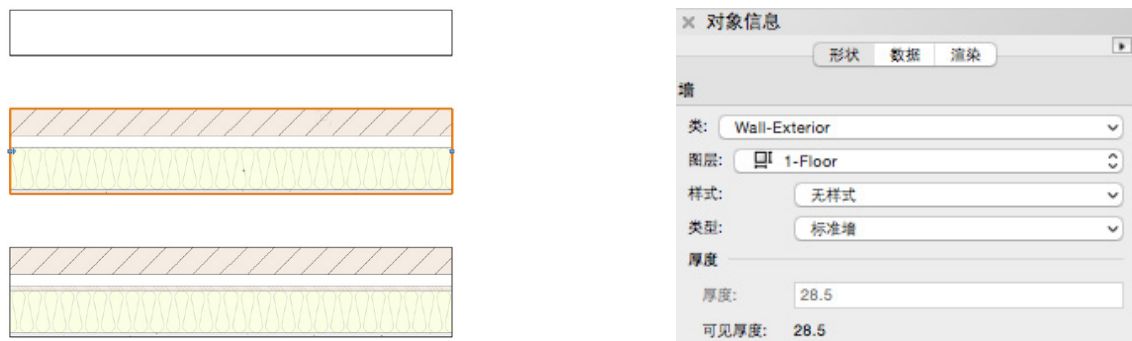 对象信息
形状 数据 渲染
墙
类: Wall-Exterior
图层: 1-Floor
样式: 无样式
类型: 标准墙
厚度
厚度: 28.5
可见厚度: 28.5